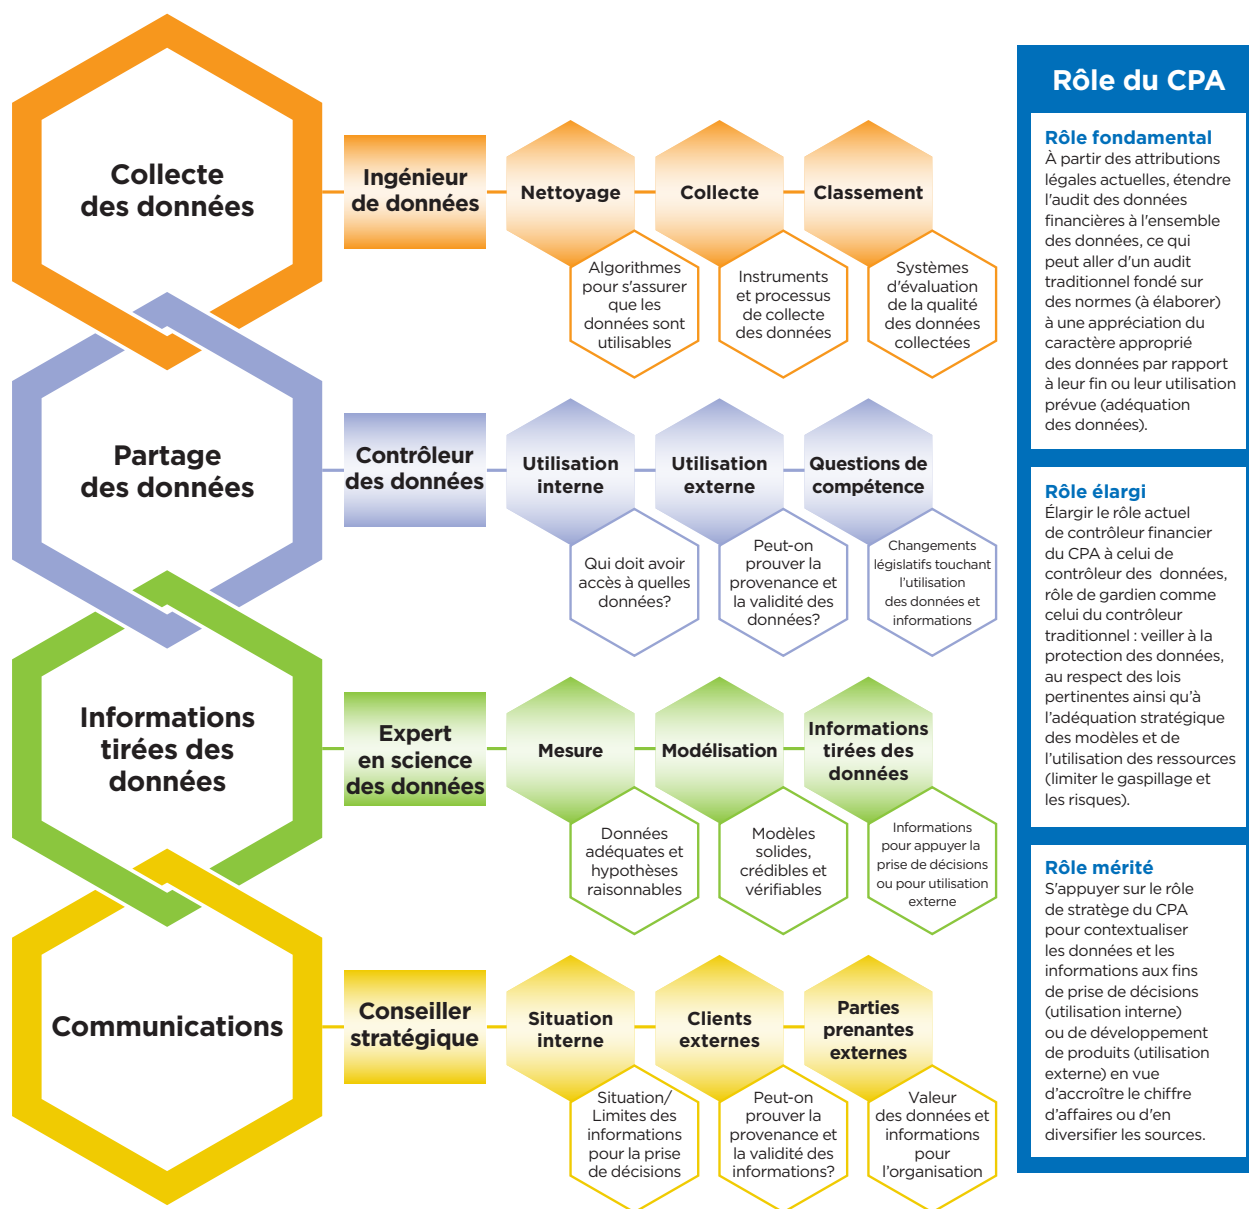 Collecte
des données
Ingénieur
de données
Nettoyage
Collecte
Classement
Algorithmes
pour s'assurer
que les
données sont
utilisables
Instruments
et processus
de collecte
des données
Systèmes
d'évaluation
de la qualité
des données
collectées
Partage
des données
Contrôleur
des données
Utilisation
interne
Utilisation
externe
Questions de
compétence
Qui doit avoir
accès à quelles
données?
Peut-on
prouver la
provenance et
la validité des
données?
Changements
législatifs touchant
l'utilisation
des données et
informations
Informations
tirées des
données
Expert
en science
des données
Mesure
Modélisation
Informations
tirées des
données
Données
adéquates et
hypothèses
raisonnables
Modèles
solides,
crédibles et
vérifiables
Informations
pour appuyer la
prise de décisions
ou pour utilisation
externe
Communications
Conseiller
stratégique
Situation
interne
Clients
externes
Parties
prenantes
externes
Situation/
Limites des
informations
pour la prise
de décisions
Peut-on
prouver la
provenance et
la validité des
informations?
Valeur
des données et
informations
pour
l'organisation
Rôle du CPA
Rôle fondamental
À partir des attributions
légales actuelles, étendre
l'audit des données
financières à l'ensemble
des données, ce qui
peut aller d'un audit
traditionnel fondé sur
des normes (à élaborer)
à une appréciation du
caractère approprié
des données par rapport
à leur fin ou leur utilisation
prévue (adéquation
des données).
Rôle élargi
Élargir le rôle actuel
de contrôleur financier
du CPA à celui de
contrôleur des données,
rôle de gardien comme
celui du contrôleur
traditionnel : veiller à la
protection des données,
au respect des lois
pertinentes ainsi qu'à
l'adéquation stratégique
des modèles et de
l'utilisation des ressources
(limiter le gaspillage et
les risques).
Rôle mérité
S'appuyer sur le rôle
de stratège du CPA
pour contextualiser
les données et les
informations aux fins
de prise de décisions
(utilisation interne)
ou de développement
de produits (utilisation
externe) en vue
d'accroître le chiffre
d'affaires ou d'en
diversifier les sources.